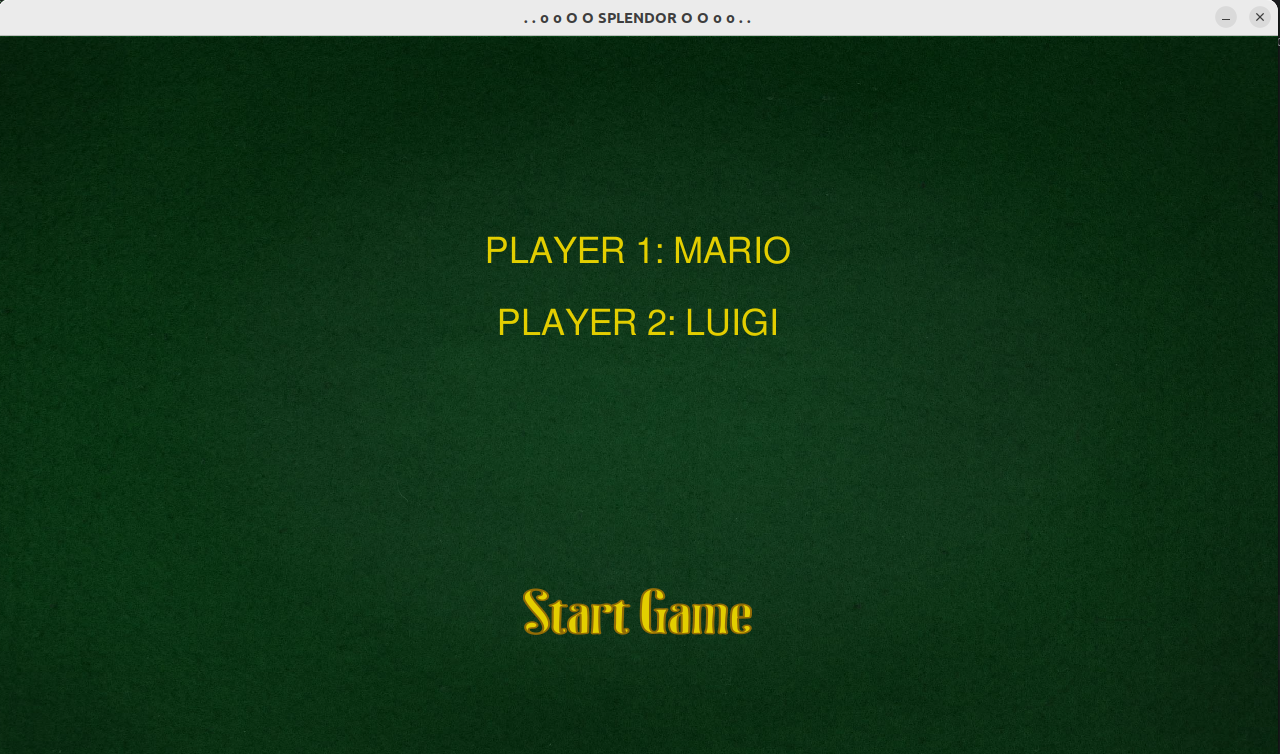 . . o o O O SPLENDOR O O o o . .
PLAYER 1: MARIO
PLAYER 2: LUIGI
Start Game